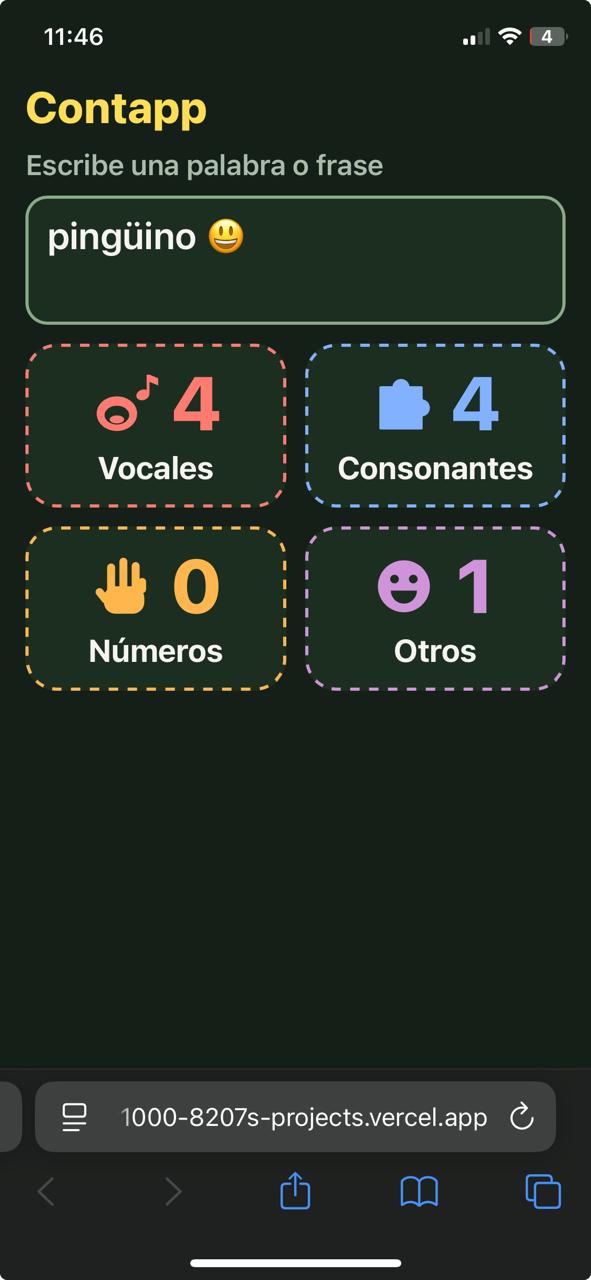 11:46
4
Contapp
Escribe una palabra o frase
pingüino 😃
4
Vocales
4
Consonantes
0
Números
1
Otros
1000-8207s-projects.vercel.app